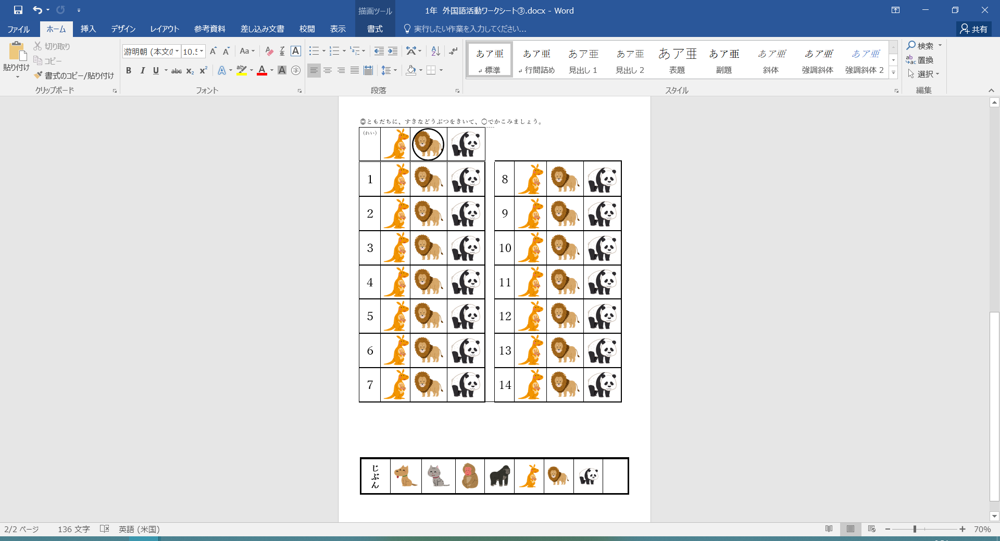 描画ツール
1年 外国語活動ワークシート③.docx - Word
ファイル ホーム 挿入 デザイン レイアウト 参考資料 差し込み文書 校閲 表示 書式 実行したい作業を入力してください... 共有
貼り付け
切り取り
コピー
書式のコピー/貼り付け
クリップボード
游明朝 (本文の 10.5
Aa
B I U abc x₂ x²
フォント
段落
あア亜 標準
あア亜 行間詰め
あア亜 見出し 1
あア亜 見出し 2
あア亜 表題
あア亜 副題
あア亜 斜体
あア亜 強調斜体
あア亜 強調斜体 2
スタイル
検索
置換
選択
編集
◎ともだちに、すきなどうぶつをきいて、○でかこみましょう。
(れい)
1
2
3
4
5
6
7
8
9
10
11
12
13
14
じぶん
2/2 ページ 136 文字 英語 (米国) 70%